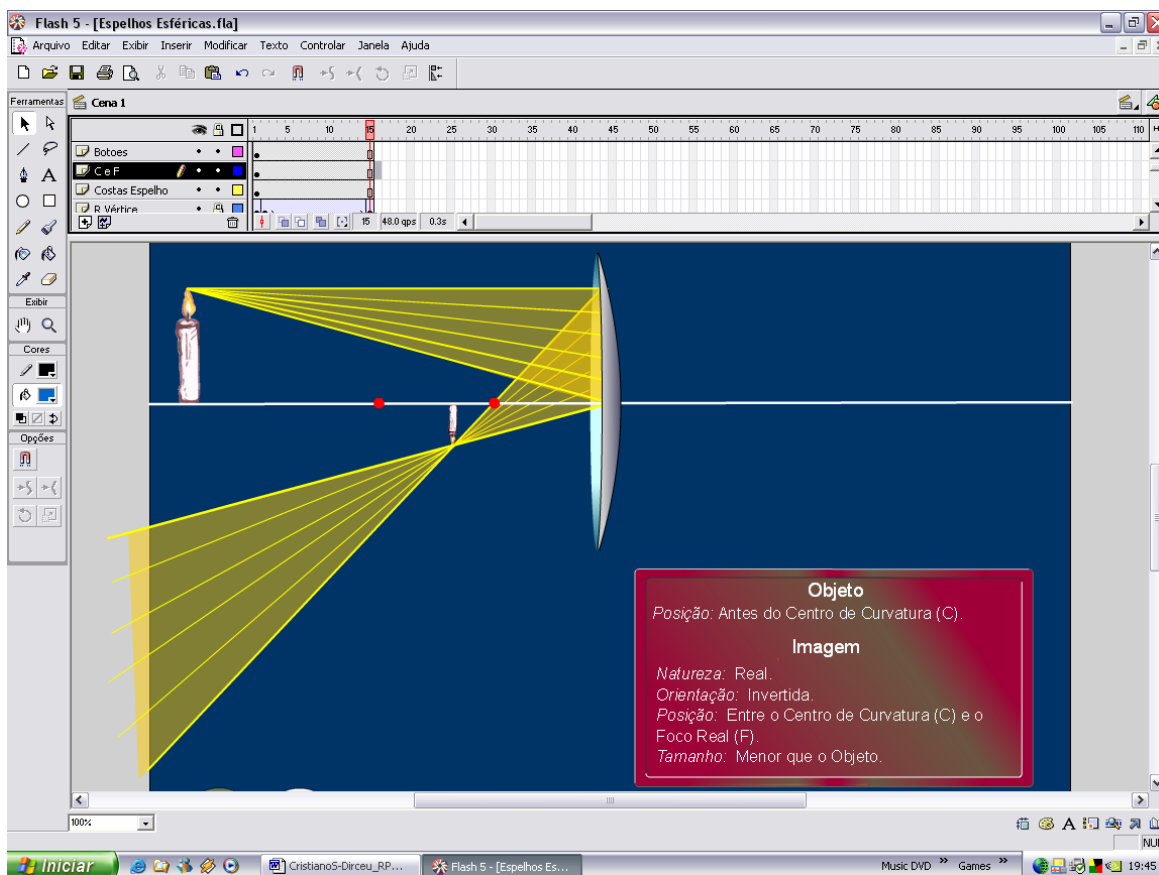 Flash 5 - [Espelhos Esféricas.fla]
Arquivo Editar Exibir Inserir Modificar Texto Controlar Janela Ajuda
Ferramentas
Cena 1
1 5 10 15 20 25 30 35 40 45 50 55 60 65 70 75 80 85 90 95 100 105 110
Botoes
C e F
Costas Espelho
R Vértice
15 48.0 qps 0.3s
Exibir
Cores
Opções
Objeto
Posição: Antes do Centro de Curvatura (C).
Imagem
Natureza: Real.
Orientação: Invertida.
Posição: Entre o Centro de Curvatura (C) e o
Foco Real (F).
Tamanho: Menor que o Objeto.
100%
NU
Iniciar
CristianoS-Dirceu_RP...
Flash 5 - [Espelhos Es...
Music DVD »
Games »
19:45